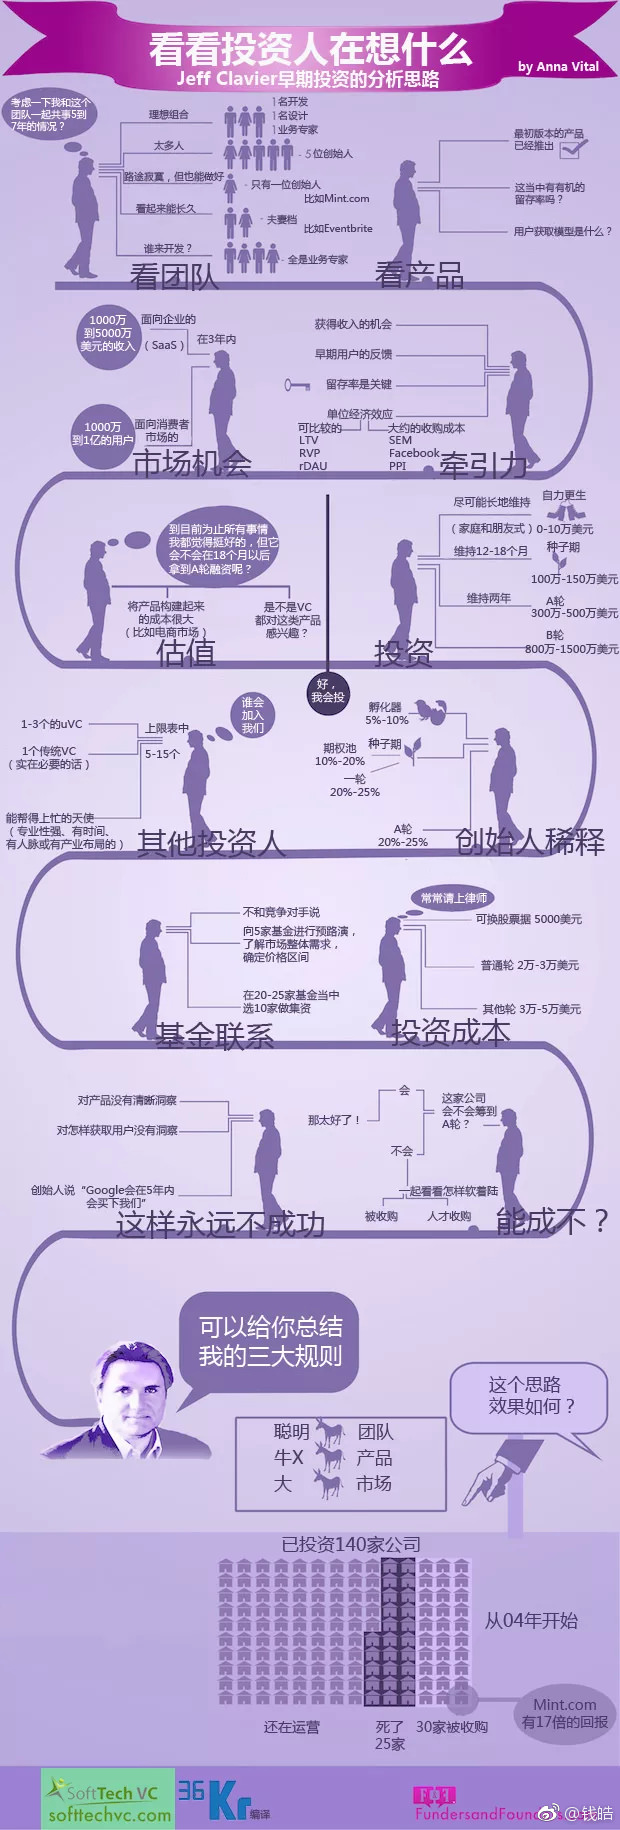 看看投资人在想什么
Jeff Clavier早期投资的分析思路
by Anna Vital
考虑一下我和这个
团队一起共事5到
7年的情况？
理想组合
1名开发
1名设计
1业务专家
太多人
5位创始人
路途寂寞，但也能做好
只有一位创始人
比如Mint.com
看起来能长久
夫妻档
比如Eventbrite
谁来开发？
全是业务专家
看团队
最初版本的产品
已经推出
这当中有有机的
留存率吗？
用户获取模型是什么？
看产品
1000万
到5000万
美元的收入
面向企业的
（SaaS）
在3年内
1000万
到1亿的用户
面向消费者
市场的
市场机会
获得收入的机会
早期用户的反馈
留存率是关键
单位经济效应
可比较的
LTV
RVP
rDAU
大约的收购成本
SEM
Facebook
PPI
牵引力
到目前为止所有事情
我都觉得挺好的，但它
会不会在18个月以后
拿到A轮融资呢？
将产品构建起来
的成本很大
（比如电商市场）
是不是VC
都对这类产品
感兴趣？
估值
尽可能长地维持
自力更生
（家庭和朋友式）0-10万美元
维持12-18个月
种子期
100万-150万美元
维持两年
A轮
300万-500万美元
B轮
800万-1500万美元
投资
好，
我会投
谁会
加入
我们
1-3个的uVC
上限表中
1个传统VC
（实在必要的话）
5-15个
能帮得上忙的天使
（专业性强、有时间、
有人脉或有产业布局的）
其他投资人
孵化器
5%-10%
期权池
10%-20%
种子期
一轮
20%-25%
A轮
20%-25%
创始人稀释
不和竞争对手说
向5家基金进行预路演，
了解市场整体需求，
确定价格区间
在20-25家基金当中
选10家做集资
基金联系
常常请上律师
可换股票据 5000美元
普通轮 2万-3万美元
其他轮 3万-5万美元
投资成本
对产品没有清晰洞察
对怎样获取用户没有洞察
创始人说“Google会在5年内
会买下我们”
这样永远不成功
会
那太好了！
这家公司
会不会筹到
A轮？
不会
一起看看怎样软着陆
被收购
人才收购
能成不？
可以给你总结
我的三大规则
这个思路
效果如何？
聪明 团队
牛X 产品
大 市场
已投资140家公司
从04年开始
还在运营
死了
25家
30家被收购
Mint.com
有17倍的回报
SoftTech VC
softtechvc.com
36Kr编译
F&F
@钱皓